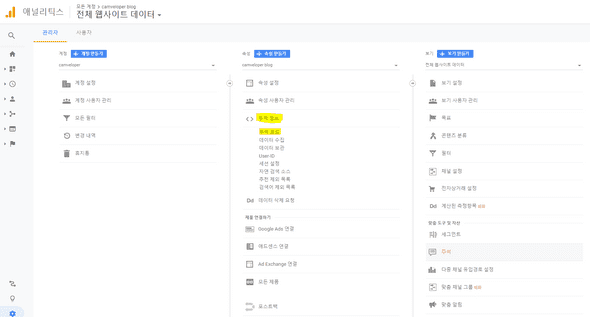 애널리틱스
모든 계정 > camveloper blog
전체 웹사이트 데이터
관리자
사용자
계정
+ 계정 만들기
camveloper
계정 설정
계정 사용자 관리
모든 필터
변경 내역
휴지통
속성
+ 속성 만들기
camveloper blog
속성 설정
속성 사용자 관리
추적 정보
추적 코드
데이터 수집
데이터 보관
User-ID
세션 설정
자연 검색 소스
추천 제외 목록
검색어 제외 목록
Dd 데이터 삭제 요청
제품 연결하기
Google Ads 연결
애드센스 연결
Ad Exchange 연결
모든 제품
포스트백
보기
+ 보기 만들기
전체 웹사이트 데이터
보기 설정
보기 사용자 관리
목표
콘텐츠 분류
필터
채널 설정
전자상거래 설정
Dd 계산된 측정항목
개인 도구 및 자산
세그먼트
주석
다중 채널 유입경로 설정
맞춤 채널 그룹
맞춤 알림